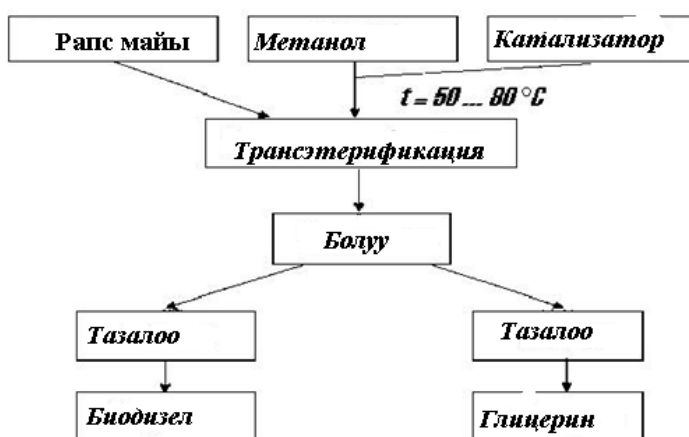 Рапс майы
Метанол
Катализатор
t = 50 ... 80 °C
Трансэтерификация
Болуу
Тазалоо
Тазалоо
Биодизел
Глицерин